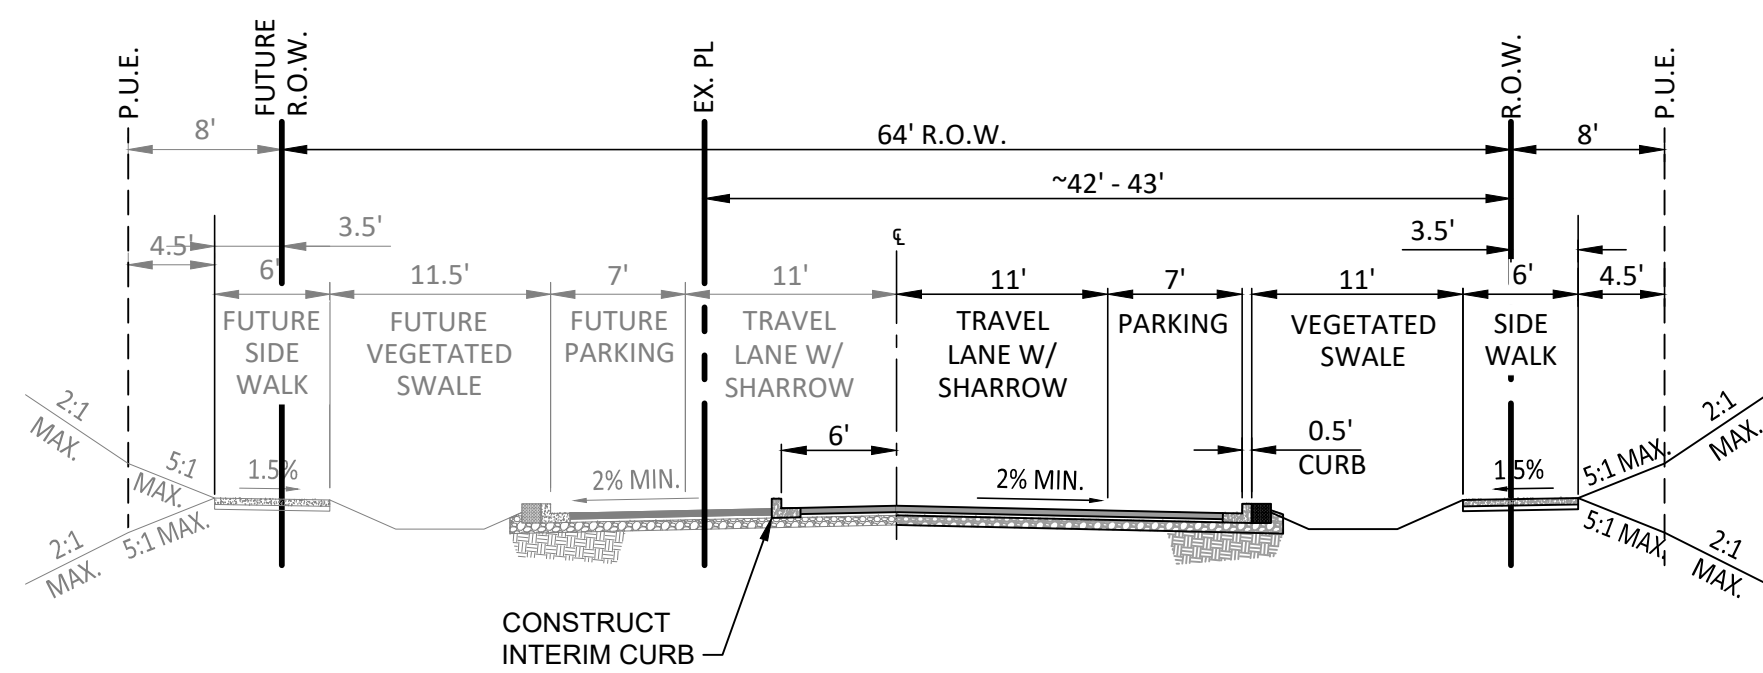 P.U.E.
FUTURE
R.O.W.
EX. PL
R.O.W.
P.U.E.
8'
64' R.O.W.
8'
~42' - 43'
4.5'
3.5'
℄
3.5'
6'
11.5'
7'
11'
11'
7'
11'
6'
4.5'
FUTURE
SIDE
WALK
FUTURE
VEGETATED
SWALE
FUTURE
PARKING
TRAVEL
LANE W/
SHARROW
TRAVEL
LANE W/
SHARROW
PARKING
VEGETATED
SWALE
SIDE
WALK
2:1
MAX.
5:1
MAX.
1.5%
2% MIN.
6'
2% MIN.
0.5'
CURB
1.5%
5:1 MAX.
2:1
MAX.
2:1
MAX.
5:1 MAX.
5:1 MAX.
2:1
MAX.
CONSTRUCT
INTERIM CURB